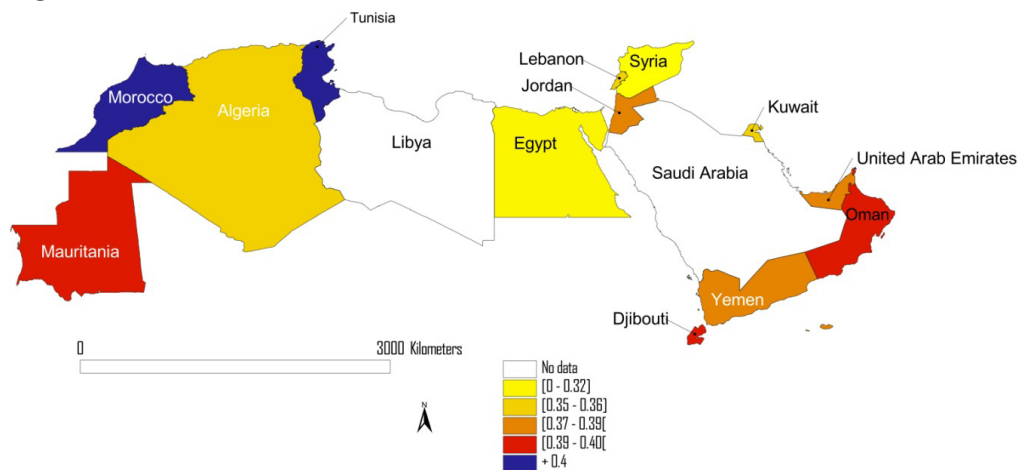 Tunisia
Lebanon
Syria
Jordan
Morocco
Algeria
Kuwait
Libya
Egypt
United Arab Emirates
Saudi Arabia
Oman
Mauritania
Yemen
Djibouti
0 3000 Kilometers
N
No data
[0 - 0.32]
[0.35 - 0.36]
[0.37 - 0.39[
[0.39 - 0.40[
+ 0.4